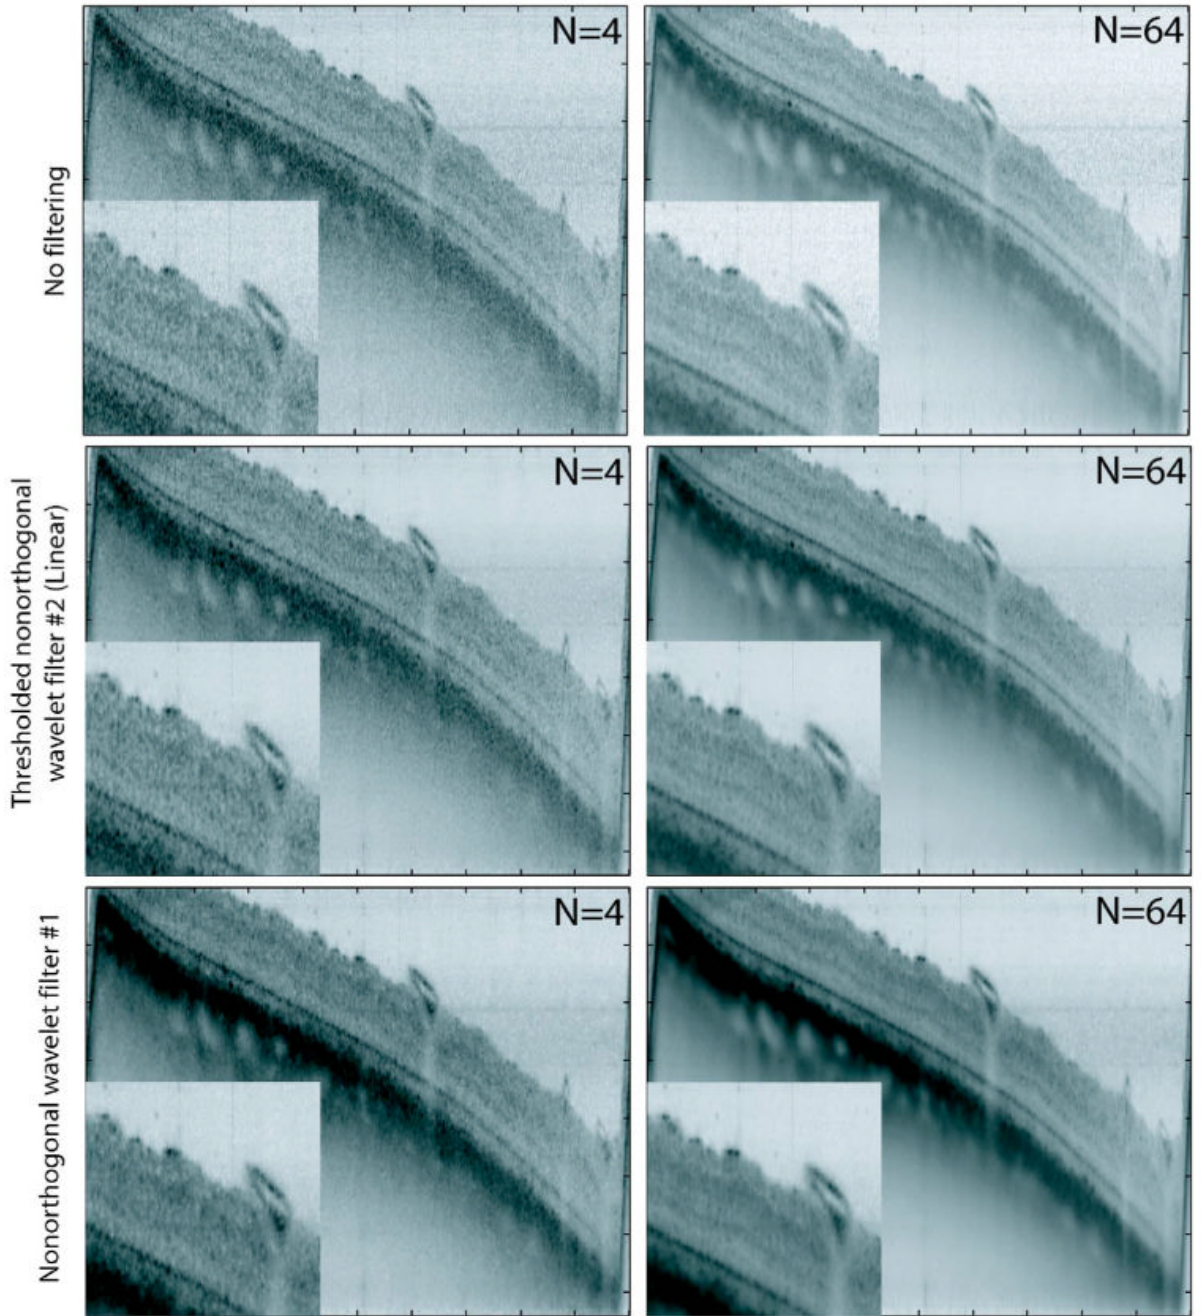 N=4
N=64
No filtering
N=4
N=64
Thresholded nonorthogonal
wavelet filter #2 (Linear)
N=4
N=64
Nonorthogonal wavelet filter #1